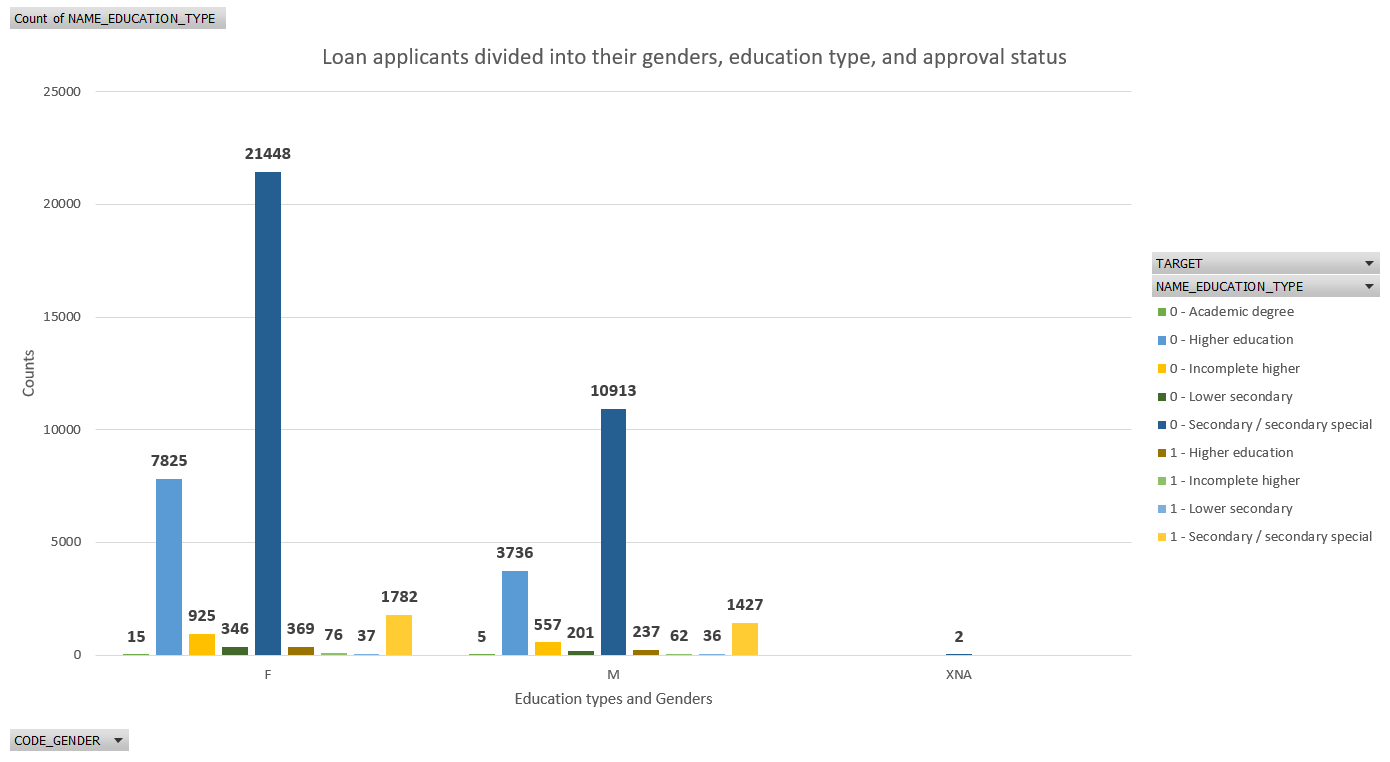 Count of NAME_EDUCATION_TYPE
Loan applicants divided into their genders, education type, and approval status
25000
20000
15000
10000
5000
0
Counts
15
7825
925
346
21448
369
76
37
1782
5
3736
557
201
10913
237
62
36
1427
2
F
M
XNA
Education types and Genders
TARGET
NAME_EDUCATION_TYPE
0 - Academic degree
0 - Higher education
0 - Incomplete higher
0 - Lower secondary
0 - Secondary / secondary special
1 - Higher education
1 - Incomplete higher
1 - Lower secondary
1 - Secondary / secondary special
CODE_GENDER